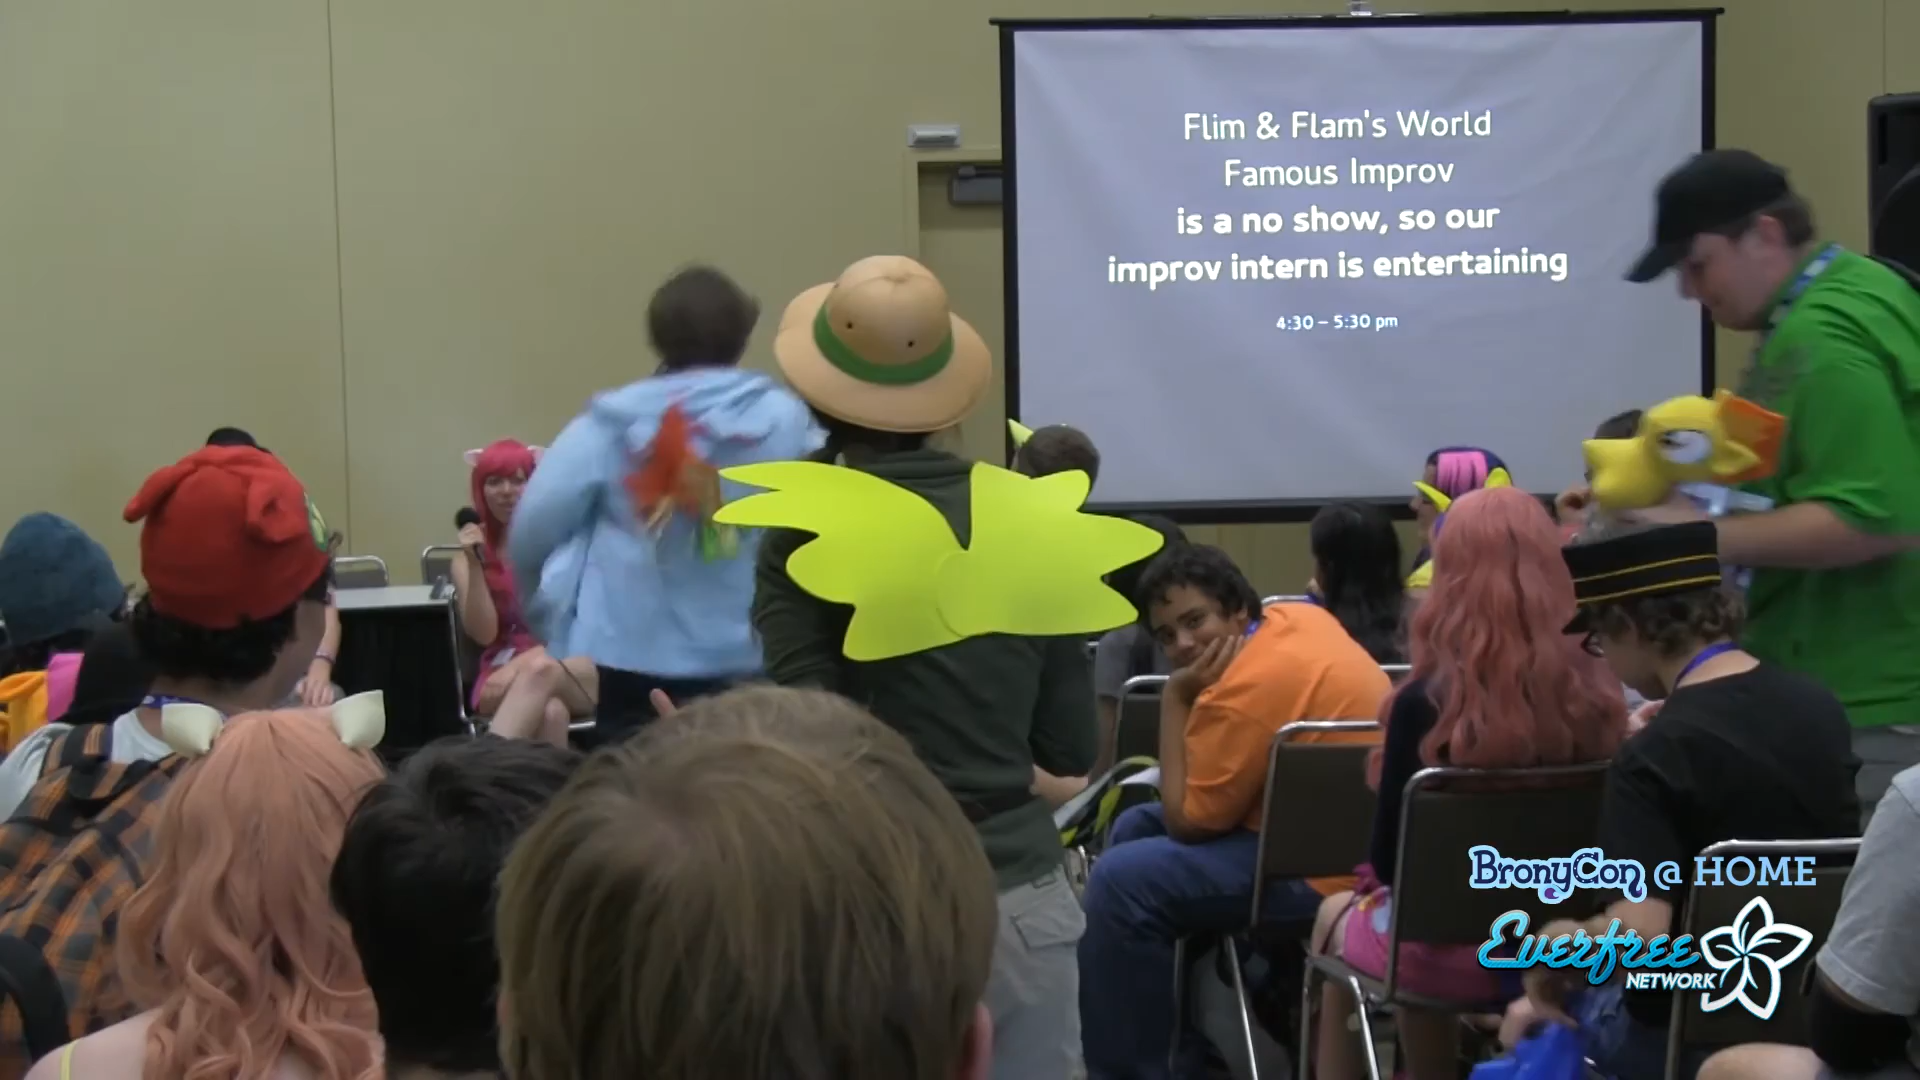 Flim & Flam's World
Famous Improv
is a no show, so our
improv intern is entertaining
4:30 – 5:30 pm
BronyCon @ HOME
Everfree
NETWORK